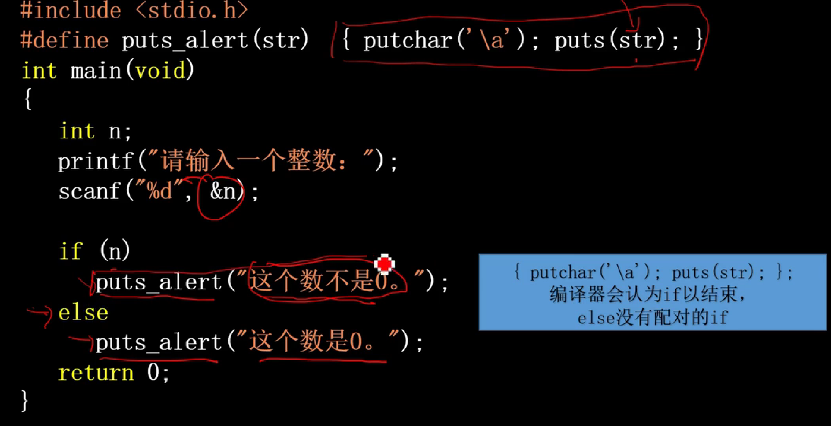 #include <stdio.h>
#define puts_alert(str) { putchar('\a'); puts(str); }
int main(void)
{
int n;
printf("请输入一个整数：");
scanf("%d", &n);
if (n)
puts_alert("这个数不是0。");
else
puts_alert("这个数是0。");
return 0;
}
{ putchar('\a'); puts(str); };
编译器会认为if以结束，
else没有配对的if